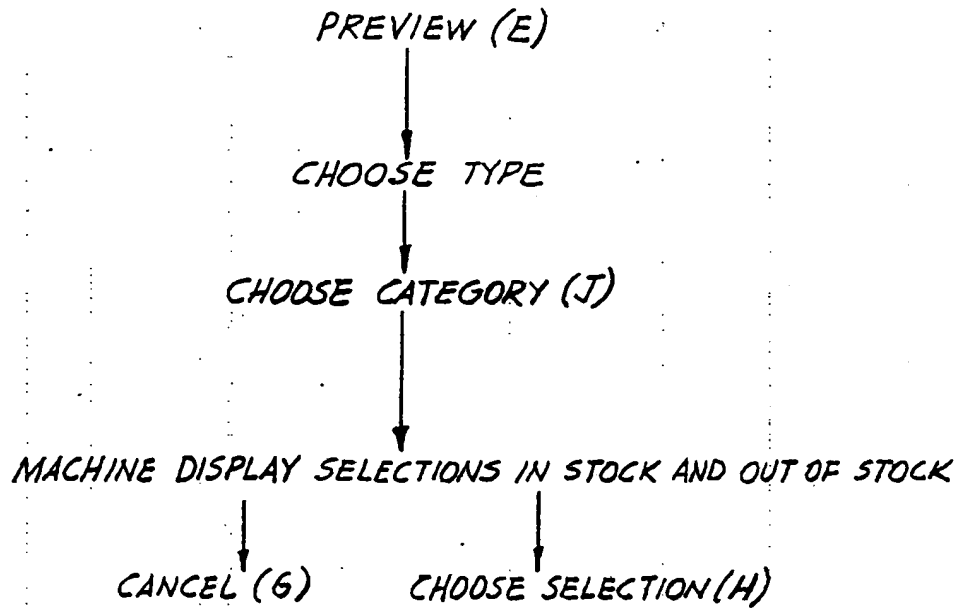 PREVIEW (E)
CHOOSE TYPE
CHOOSE CATEGORY (J)
MACHINE DISPLAY SELECTIONS IN STOCK AND OUT OF STOCK
CANCEL (G) CHOOSE SELECTION (H)